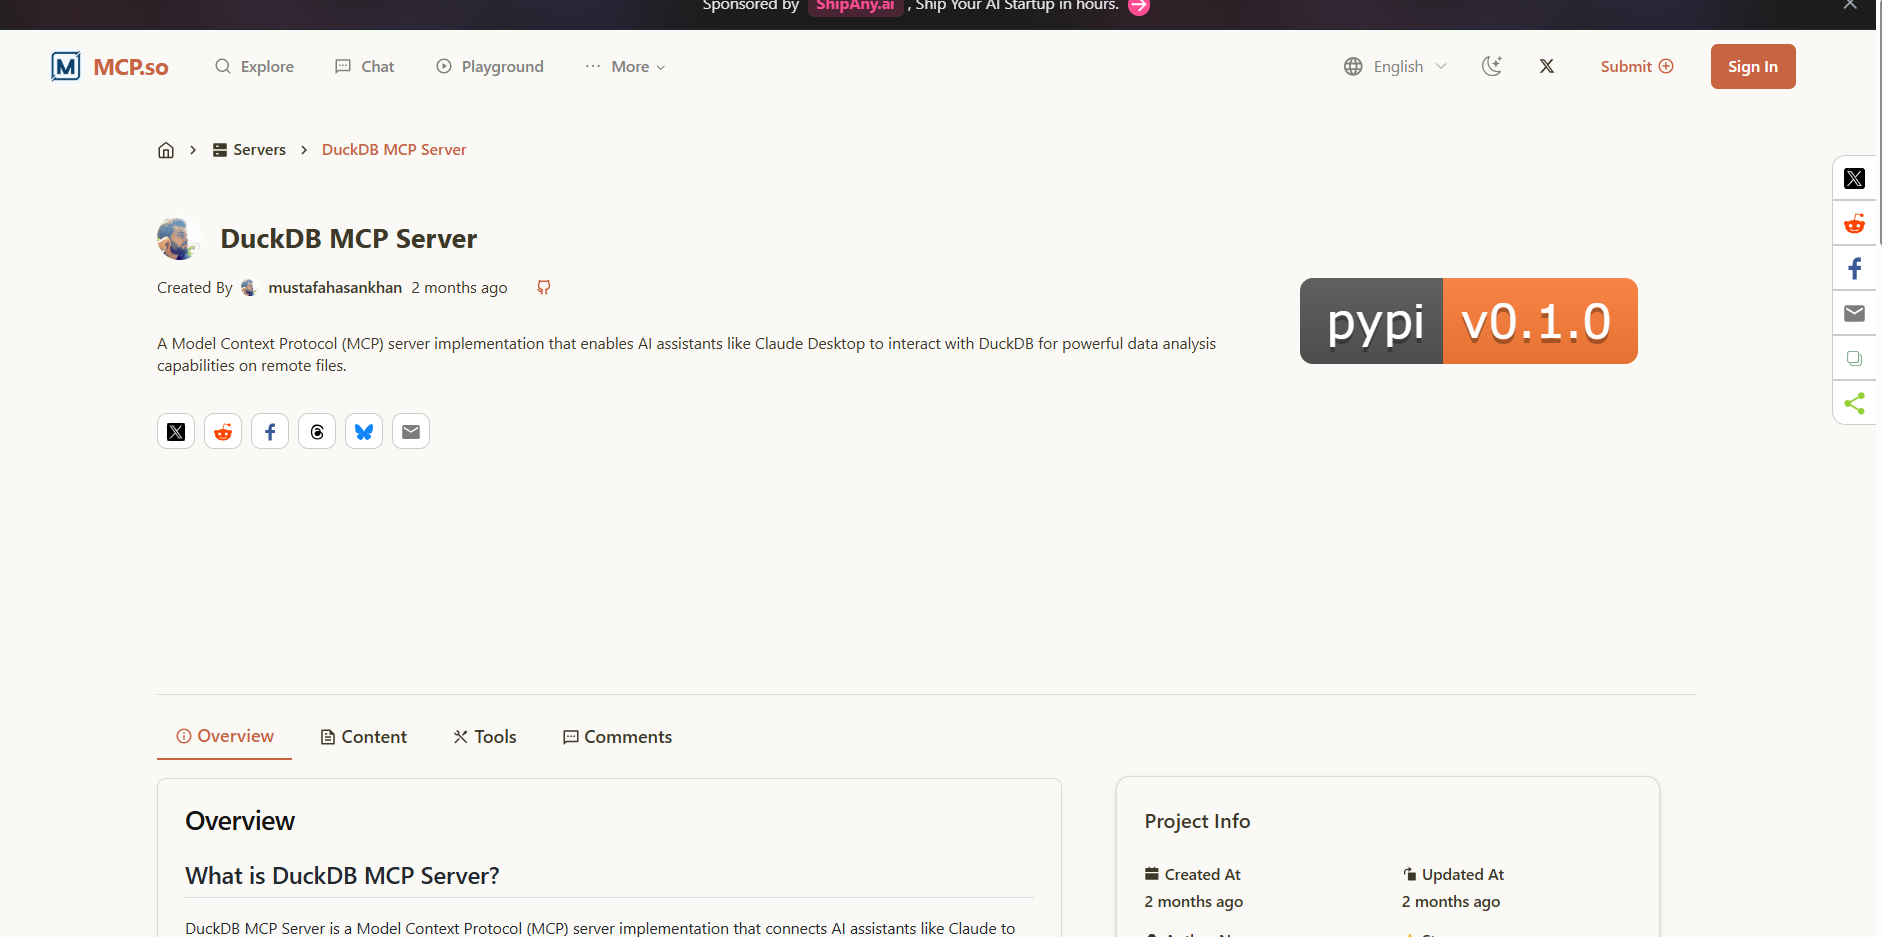 Sponsored by ShipAny.ai , Ship Your AI Startup in hours.
M MCP.so Explore Chat Playground More English Submit Sign In
Servers DuckDB MCP Server
DuckDB MCP Server
Created By mustafahasankhan 2 months ago
pypi v0.1.0
A Model Context Protocol (MCP) server implementation that enables AI assistants like Claude Desktop to interact with DuckDB for powerful data analysis
capabilities on remote files.
Overview Content Tools Comments
Overview
What is DuckDB MCP Server?
DuckDB MCP Server is a Model Context Protocol (MCP) server implementation that connects AI assistants like Claude to
Project Info
Created At Updated At
2 months ago 2 months ago